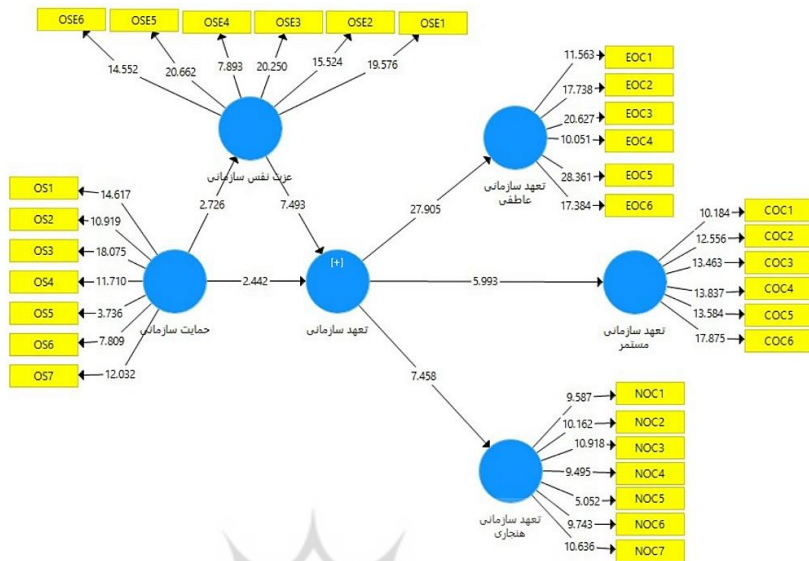 OSE6 OSE5 OSE4 OSE3 OSE2 OSE1
14.552 20.662 7.893 20.250 15.524 19.576
عزت نفس سازمانی
2.726
7.493
OS1
OS2
OS3
OS4
OS5
OS6
OS7
14.617
10.919
18.075
11.710
3.736
7.809
12.032
حمایت سازمانی
2.442
[+]
تعهد سازمانی
27.905
5.993
7.458
تعهد سازمانی
عاطفی
11.563
17.738
20.627
10.051
28.361
17.384
EOC1
EOC2
EOC3
EOC4
EOC5
EOC6
تعهد سازمانی
مستمر
10.184
12.556
13.463
13.837
13.584
17.875
COC1
COC2
COC3
COC4
COC5
COC6
تعهد سازمانی
هنجاری
9.587
10.162
10.918
9.495
5.052
9.743
10.636
NOC1
NOC2
NOC3
NOC4
NOC5
NOC6
NOC7